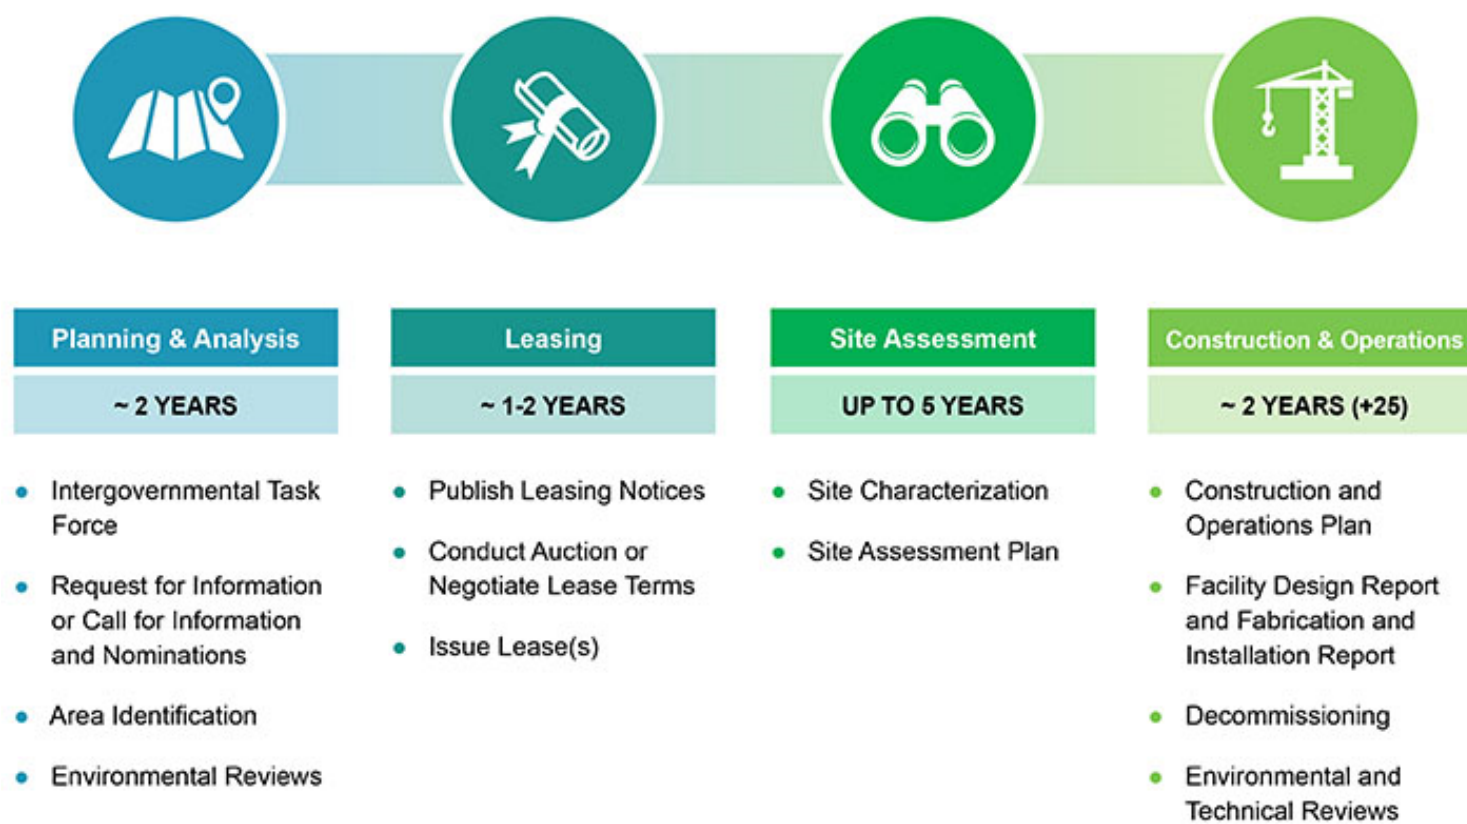 Planning & Analysis
~ 2 YEARS
Intergovernmental Task
Force
Request for Information
or Call for Information
and Nominations
Area Identification
Environmental Reviews
Leasing
~ 1-2 YEARS
Publish Leasing Notices
Conduct Auction or
Negotiate Lease Terms
Issue Lease(s)
Site Assessment
UP TO 5 YEARS
Site Characterization
Site Assessment Plan
Construction & Operations
~ 2 YEARS (+25)
Construction and
Operations Plan
Facility Design Report
and Fabrication and
Installation Report
Decommissioning
Environmental and
Technical Reviews